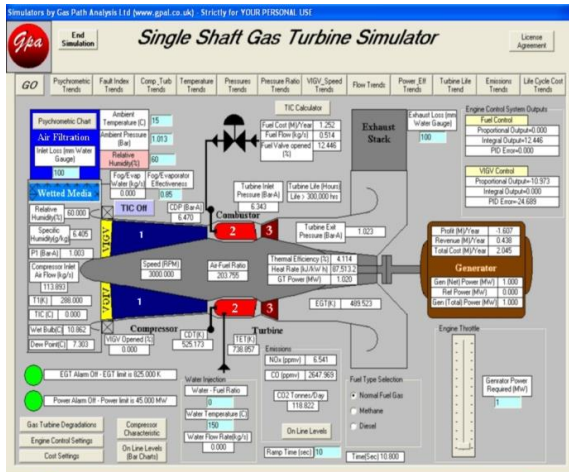 Simulators by Gas Path Analysis Ltd (www.gpal.co.uk) - Strictly for YOUR PERSONAL USE
Gpa
End
Simulation
Single Shaft Gas Turbine Simulator
License
Agreement
GO
Psychrometric
Trends
Fault Index
Trends
Comp_Turb
Trends
Temperature
Trends
Pressures
Trends
Pressure Ratio
Trends
VIGV_Speed
Trends
Flow Trends
Power_Eff
Trends
Turbine Life
Trends
Emissions
Trends
Life Cycle Cost
Trends
Psychrometric Chart
Air Filtration
Inlet Loss (mm Water
Gauge)
100
Wetted Media
Ambient
Temperature (C) 15
Ambient Pressure
(Bar) 1.013
Relative
Humidity(%) 60
Fog/Evap
Water (kg/s)
0.000
Fog/Evaporator
Effectiveness
0.85
TIC Off
TIC Calculator
Fuel Cost (M)/Year 1.252
Fuel Flow (kg/s) 0.514
Fuel Valve opened
(%) 12.446
Exhaust
Stack
Exhaust Loss (mm
Water Gauge)
100
Engine Control System Outputs
Fuel Control
Proportional Output=0.000
Integral Output=12.446
PID Error=0.000
VIGV Control
Proportional Output=10.973
Integral Output=0.000
PID Error=24.689
Relative
Humidity(%) 60.000
Specific
Humidity(g/kg) 6.405
P1 (Bar-A) 1.003
Compressor Inlet
Air Flow (kg/s)
113.893
T1(K) 288.000
TIC (C) 0.000
Wet Bulb(C) 10.862
Dew Point(C) 7.303
VIGV
VIGV
CDP (Bar-A)
6.470
Combustor
Turbine Inlet
Pressure (Bar-A)
6.343
Turbine Life (Hours)
Life > 300,000 hrs
Turbine Exit
Pressure (Bar-A) 1.023
1
2
3
Speed (RPM)
3000.000
Air Fuel Ratio
203.755
Thermal Efficiency (%) 4.114
Heat Rate (kJ/kW h) 87,513.2
GT Power (MW) 1.020
EGT(K) 489.523
1
2
3
Profit (M)/Year -1.607
Revenue (M)/Year 0.438
Total Cost (M)/Year 2.045
Generator
Gen (Net) Power (MW) 1.000
Ref Power (MW) 0.000
Gen (Total) Power (MW) 1.000
VIGV Opened (%)
0.000
Compressor
CDT(K)
525.173
TET(K)
738.857
Turbine
EGT Alarm Off - EGT limit is 825.000 K
Power Alarm Off - Power limit is 45.000 MW
Gas Turbine Degradations
Engine Control Settings
Cost Settings
Compressor
Characteristic
On Line Levels
(Bar Charts)
Water Injection
Water - Fuel
Ratio
0
Water Temperature (C)
150
Water Flow
Rate(kg/s)
0.000
Emissions
NOx (ppmv) 6.541
CO (ppmv) 2647.969
CO2 Tonnes/Day
118.822
On Line Levels
Ramp Time (sec) 10
Fuel Type Selection
Normal Fuel Gas
Methane
Diesel
Time(Sec) 10.800
Engine Throttle
Genrator Power
Required (MW)
1